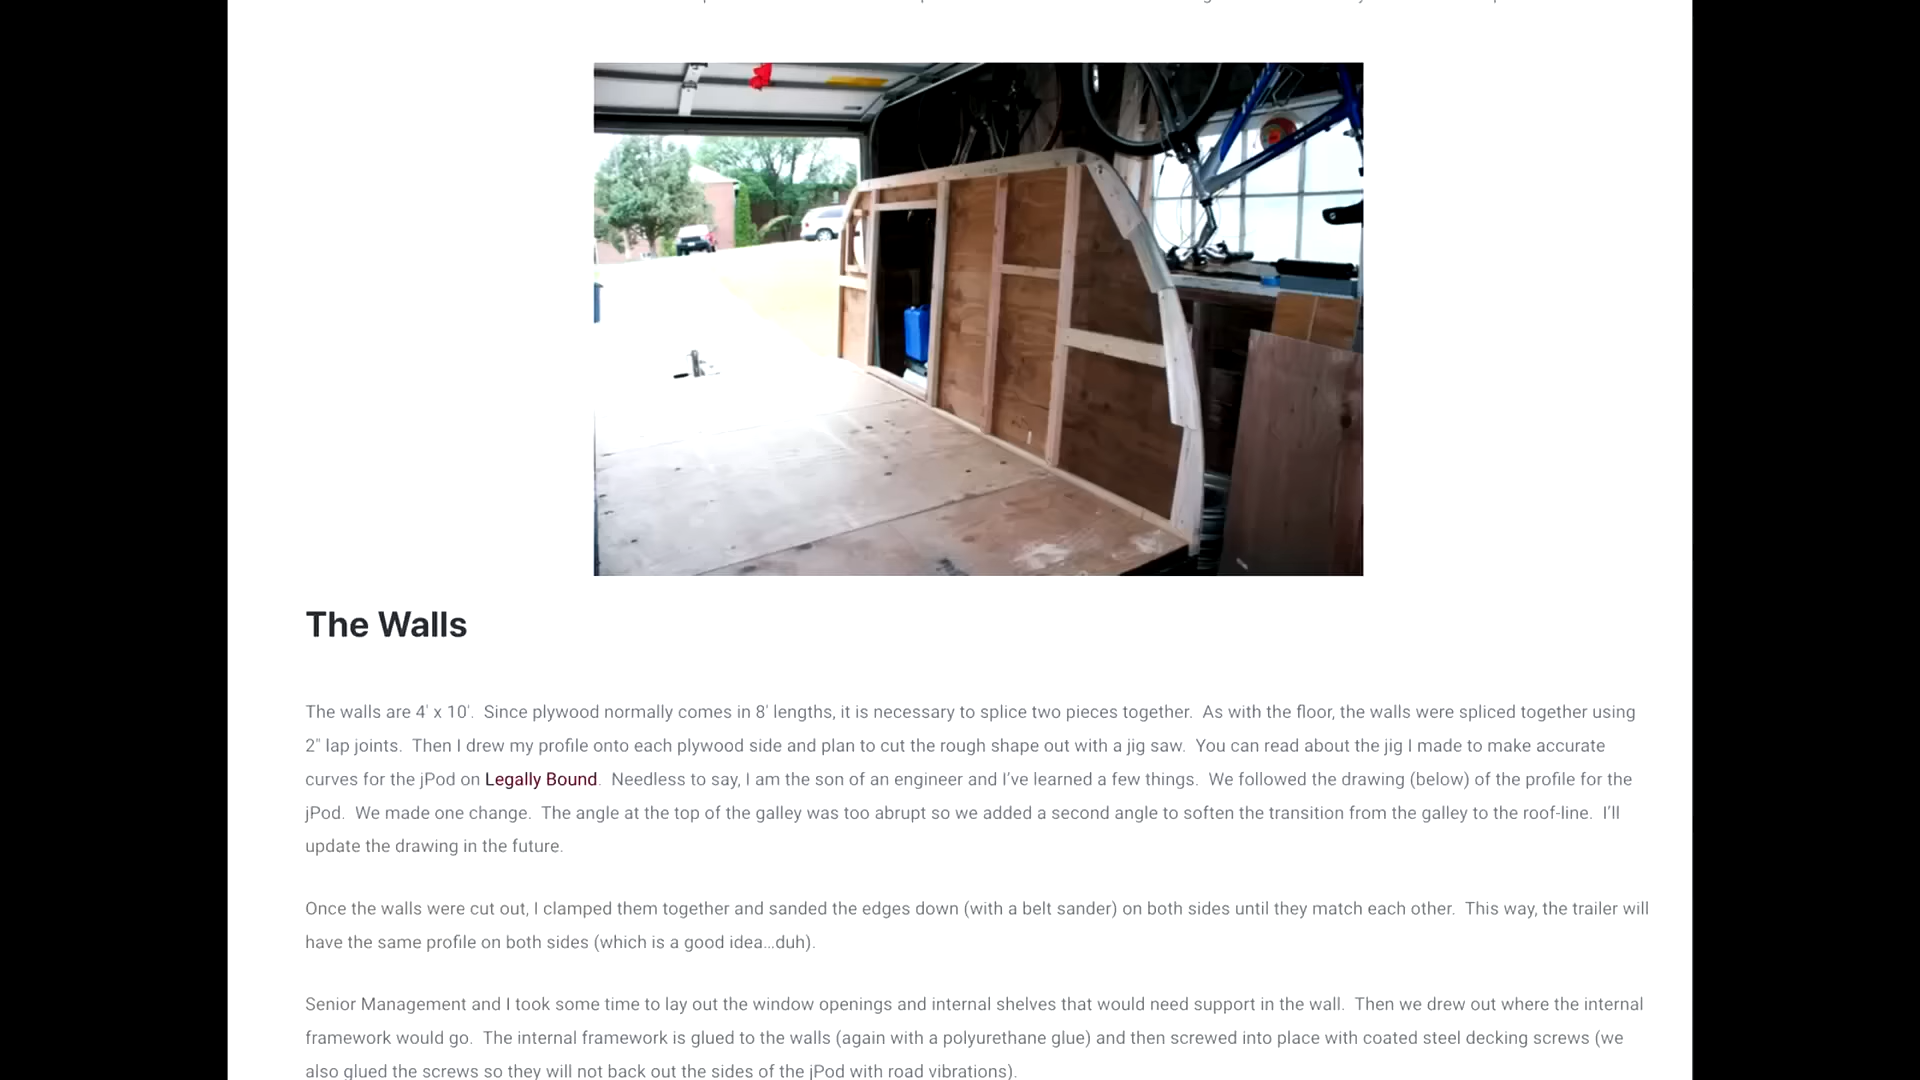 The Walls
The walls are 4' x 10'.  Since plywood normally comes in 8' lengths, it is necessary to splice two pieces together.  As with the floor, the walls were spliced together using
2" lap joints.  Then I drew my profile onto each plywood side and plan to cut the rough shape out with a jig saw.  You can read about the jig I made to make accurate
curves for the jPod on Legally Bound.  Needless to say, I am the son of an engineer and I've learned a few things.  We followed the drawing (below) of the profile for the
jPod.  We made one change.  The angle at the top of the galley was too abrupt so we added a second angle to soften the transition from the galley to the roof-line.  I'll
update the drawing in the future.
Once the walls were cut out, I clamped them together and sanded the edges down (with a belt sander) on both sides until they match each other.  This way, the trailer will
have the same profile on both sides (which is a good idea…duh).
Senior Management and I took some time to lay out the window openings and internal shelves that would need support in the wall.  Then we drew out where the internal
framework would go.  The internal framework is glued to the walls (again with a polyurethane glue) and then screwed into place with coated steel decking screws (we
also glued the screws so they will not back out the sides of the jPod with road vibrations).